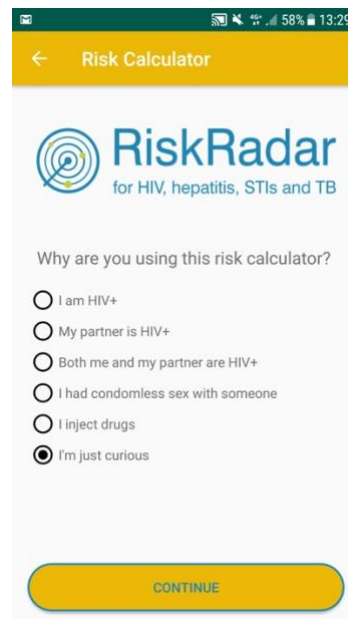 58% 13:29
Risk Calculator
RiskRadar
for HIV, hepatitis, STIs and TB
Why are you using this risk calculator?
I am HIV+
My partner is HIV+
Both me and my partner are HIV+
I had condomless sex with someone
I inject drugs
I'm just curious
CONTINUE